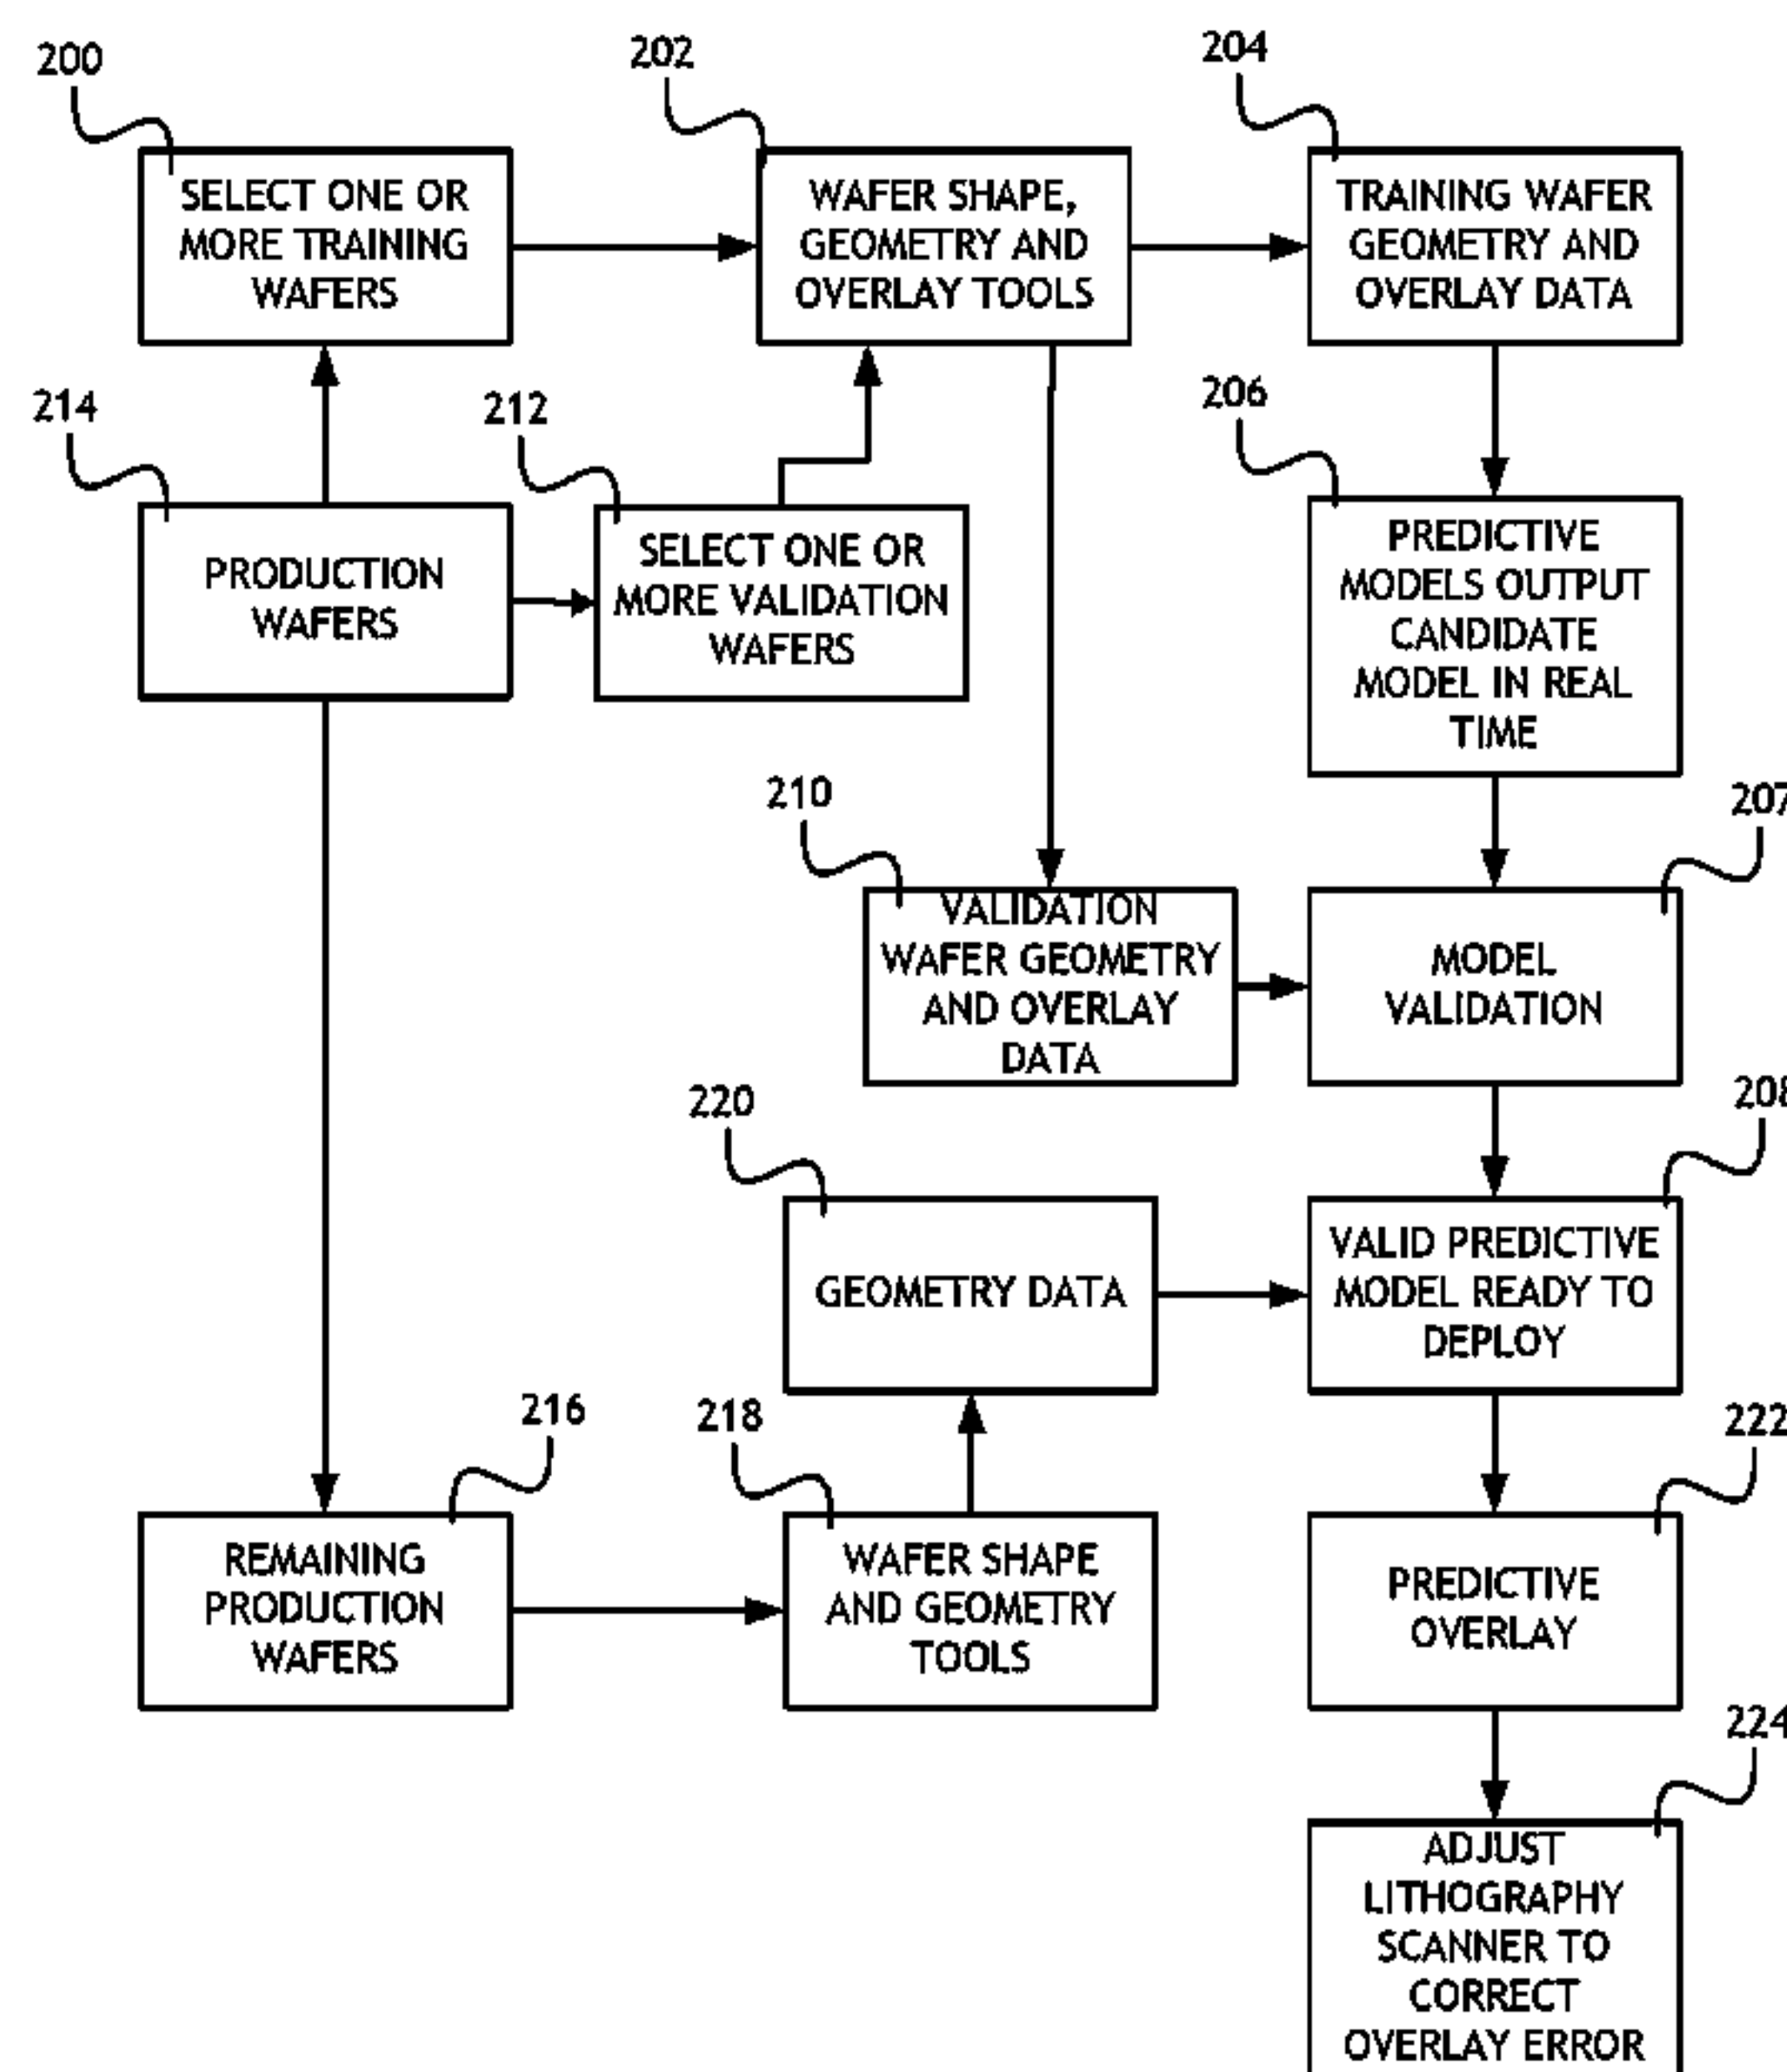 200
202
204
SELECT ONE OR
MORE TRAINING
WAFERS
WAFER SHAPE,
GEOMETRY AND
OVERLAY TOOLS
TRAINING WAFER
GEOMETRY AND
OVERLAY DATA
214
212
206
PRODUCTION
WAFERS
SELECT ONE OR
MORE VALIDATION
WAFERS
PREDICTIVE
MODELS OUTPUT
CANDIDATE
MODEL IN REAL
TIME
210
207
VALIDATION
WAFER GEOMETRY
AND OVERLAY
DATA
MODEL
VALIDATION
220
208
GEOMETRY DATA
VALID PREDICTIVE
MODEL READY TO
DEPLOY
216
218
222
REMAINING
PRODUCTION
WAFERS
WAFER SHAPE
AND GEOMETRY
TOOLS
PREDICTIVE
OVERLAY
224
ADJUST
LITHOGRAPHY
SCANNER TO
CORRECT
OVERLAY ERROR